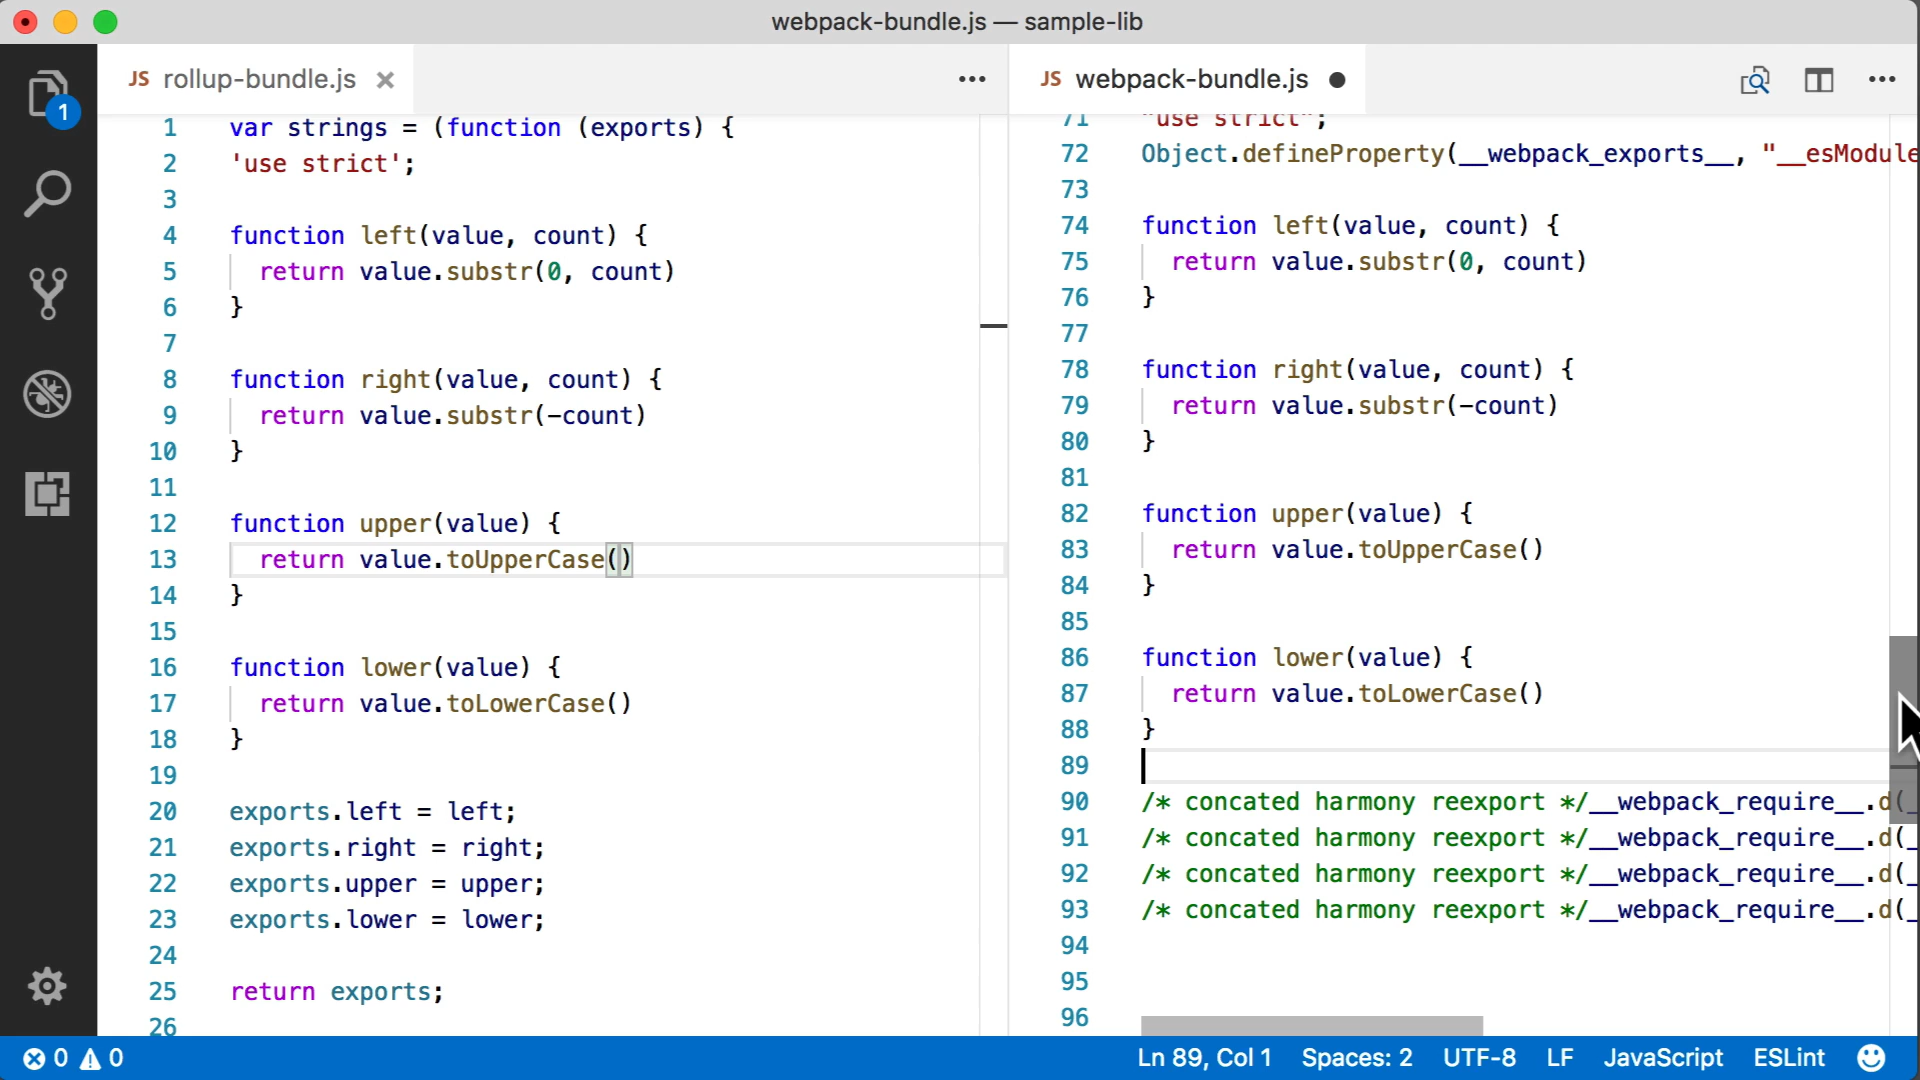 webpack-bundle.js — sample-lib
1
JS rollup-bundle.js
1 var strings = (function (exports) {
2 'use strict';
3
4 function left(value, count) {
5 return value.substr(0, count)
6 }
7
8 function right(value, count) {
9 return value.substr(-count)
10 }
11
12 function upper(value) {
13 return value.toUpperCase()
14 }
15
16 function lower(value) {
17 return value.toLowerCase()
18 }
19
20 exports.left = left;
21 exports.right = right;
22 exports.upper = upper;
23 exports.lower = lower;
24
25 return exports;
26
JS webpack-bundle.js
71 "use strict";
72 Object.defineProperty(__webpack_exports__, "__esModule
73
74 function left(value, count) {
75 return value.substr(0, count)
76 }
77
78 function right(value, count) {
79 return value.substr(-count)
80 }
81
82 function upper(value) {
83 return value.toUpperCase()
84 }
85
86 function lower(value) {
87 return value.toLowerCase()
88 }
89
90 /* concated harmony reexport */__webpack_require__.d(_
91 /* concated harmony reexport */__webpack_require__.d(_
92 /* concated harmony reexport */__webpack_require__.d(_
93 /* concated harmony reexport */__webpack_require__.d(_
94
95
96
0 0 Ln 89, Col 1 Spaces: 2 UTF-8 LF JavaScript ESLint